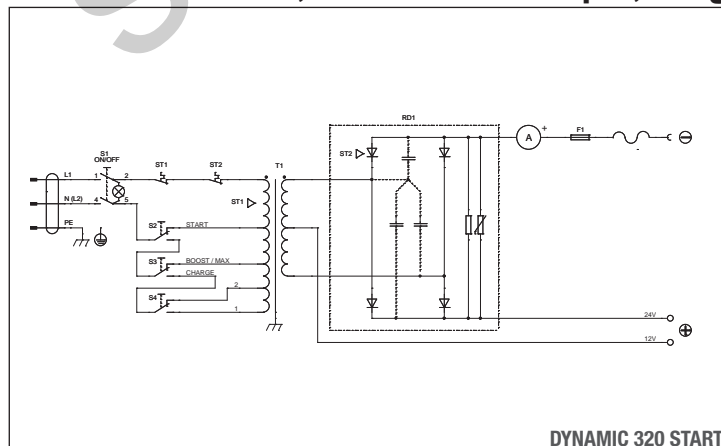 RD1
A
+
F1
S1
ON/OFF
ST1
ST2
T1
ST2
L1
1
2
N (L2)
4
5
ST1
PE
S2
START
S3
BOOST / MAX
CHARGE
S4
2
1
24V
12V
DYNAMIC 320 START